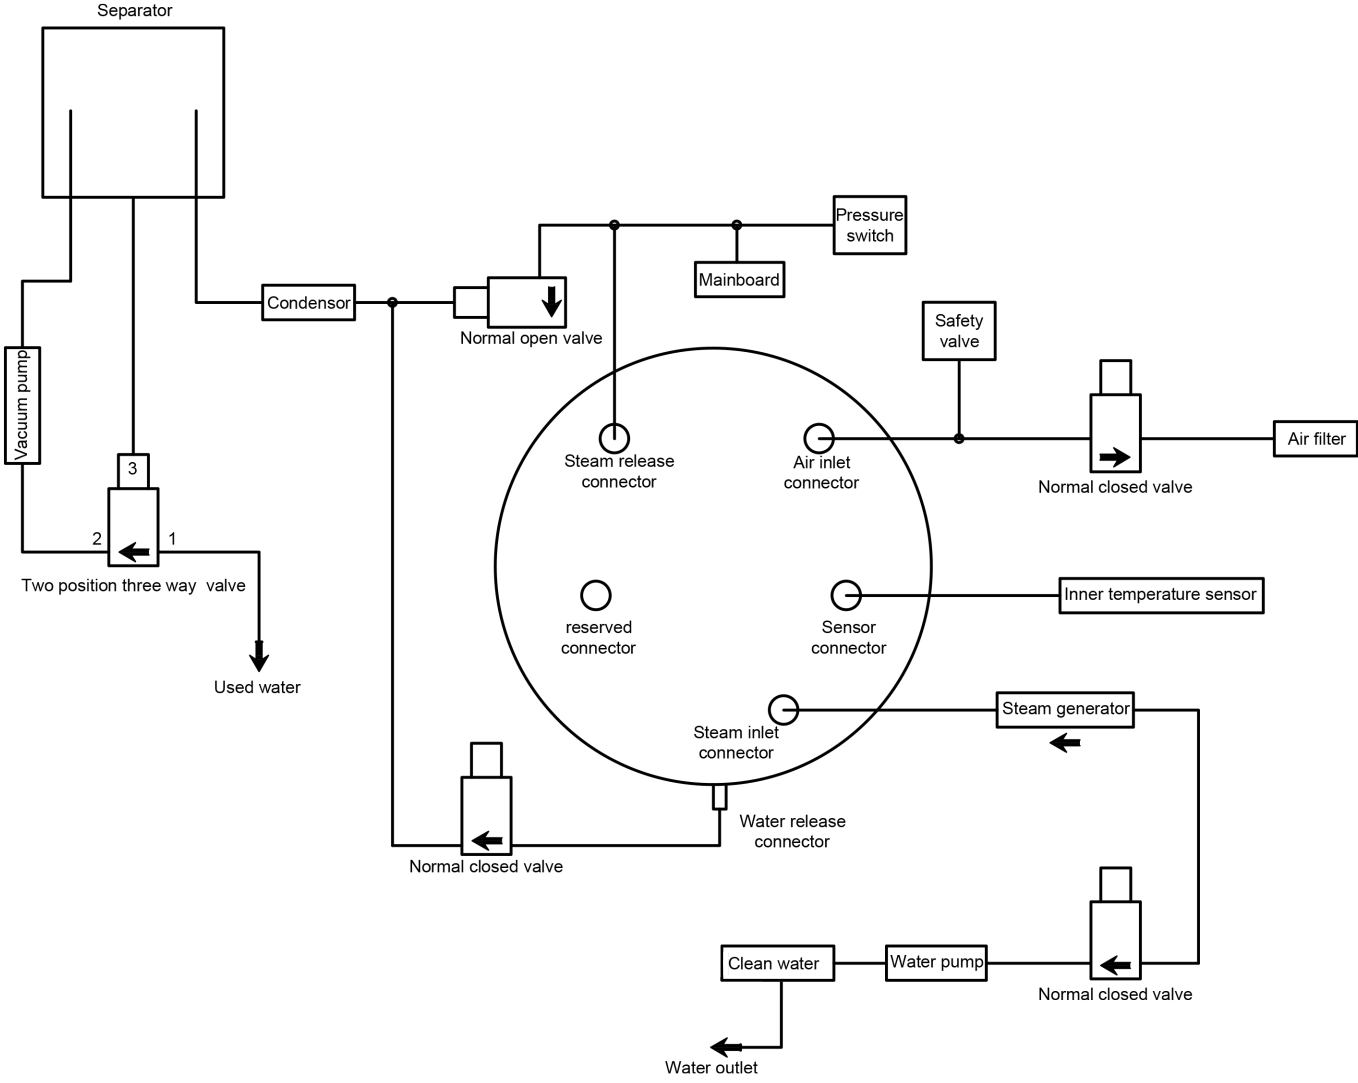 Separator
Pressure
switch
Mainboard
Condensor
Normal open valve
Safety
valve
Vacuum pump
Air filter
Steam release
connector
Air inlet
connector
3
Normal closed valve
2
1
Two position three way valve
Inner temperature sensor
reserved
connector
Sensor
connector
Used water
Steam generator
Steam inlet
connector
Water release
connector
Normal closed valve
Clean water
Water pump
Normal closed valve
Water outlet